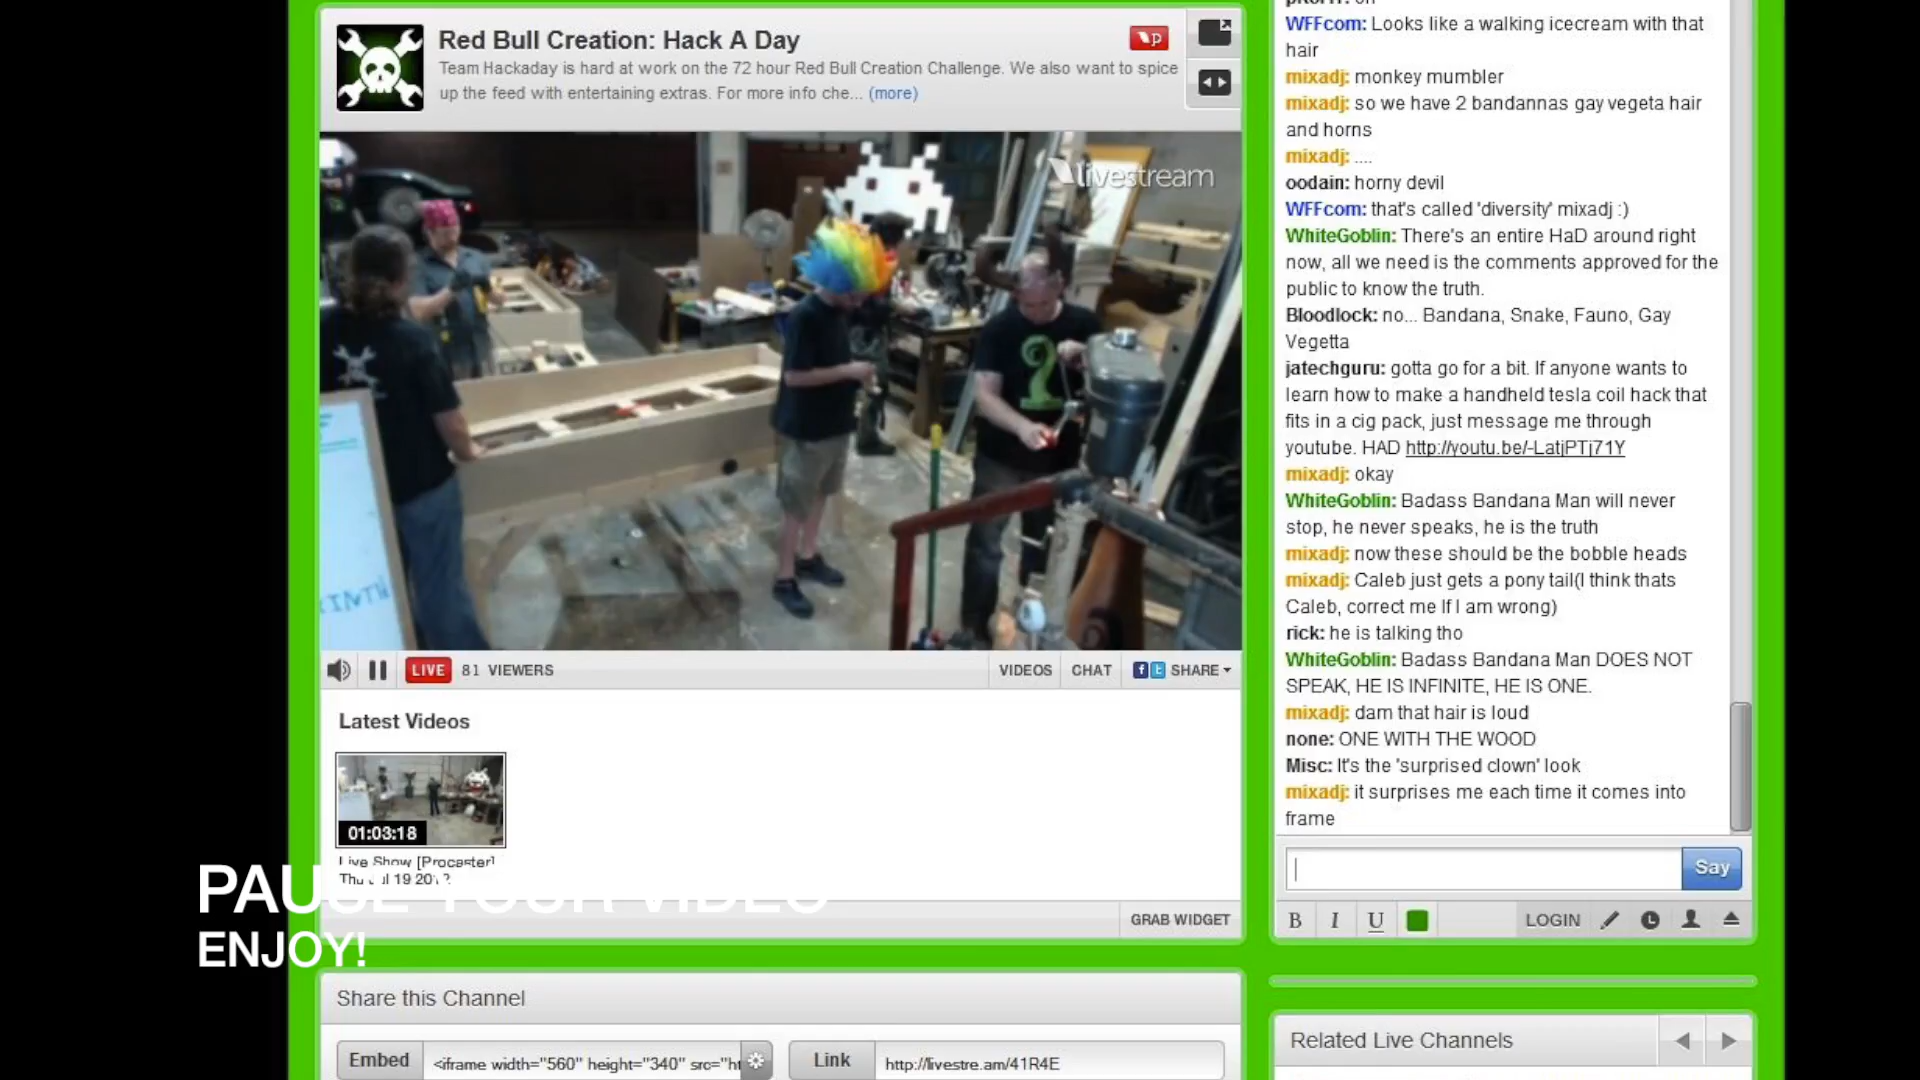 Red Bull Creation: Hack A Day
Team Hackaday is hard at work on the 72 hour Red Bull Creation Challenge. We also want to spice
up the feed with entertaining extras. For more info che... (more)
livestream
LIVE 81 VIEWERS
VIDEOS CHAT SHARE
Latest Videos
01:03:18
Live Show [Procaster]
Thu Jul 19 201
PAUSE YOUR VIDEO
ENJOY!
GRAB WIDGET
Share this Channel
Embed <iframe width="560" height="340" src="ht
Link http://livestre.am/41R4E
WFFcom: Looks like a walking icecream with that
hair
mixadj: monkey mumbler
mixadj: so we have 2 bandannas gay vegeta hair
and horns
mixadj: ....
oodain: horny devil
WFFcom: that's called 'diversity' mixadj :)
WhiteGoblin: There's an entire HaD around right
now, all we need is the comments approved for the
public to know the truth.
Bloodlock: no... Bandana, Snake, Fauno, Gay
Vegetta
jatechguru: gotta go for a bit. If anyone wants to
learn how to make a handheld tesla coil hack that
fits in a cig pack, just message me through
youtube. HAD http://youtu.be/-LatjPTj71Y
mixadj: okay
WhiteGoblin: Badass Bandana Man will never
stop, he never speaks, he is the truth
mixadj: now these should be the bobble heads
mixadj: Caleb just gets a pony tail(I think thats
Caleb, correct me If I am wrong)
rick: he is talking tho
WhiteGoblin: Badass Bandana Man DOES NOT
SPEAK, HE IS INFINITE, HE IS ONE.
mixadj: dam that hair is loud
none: ONE WITH THE WOOD
Misc: It's the 'surprised clown' look
mixadj: it surprises me each time it comes into
frame
Say
B I U LOGIN
Related Live Channels